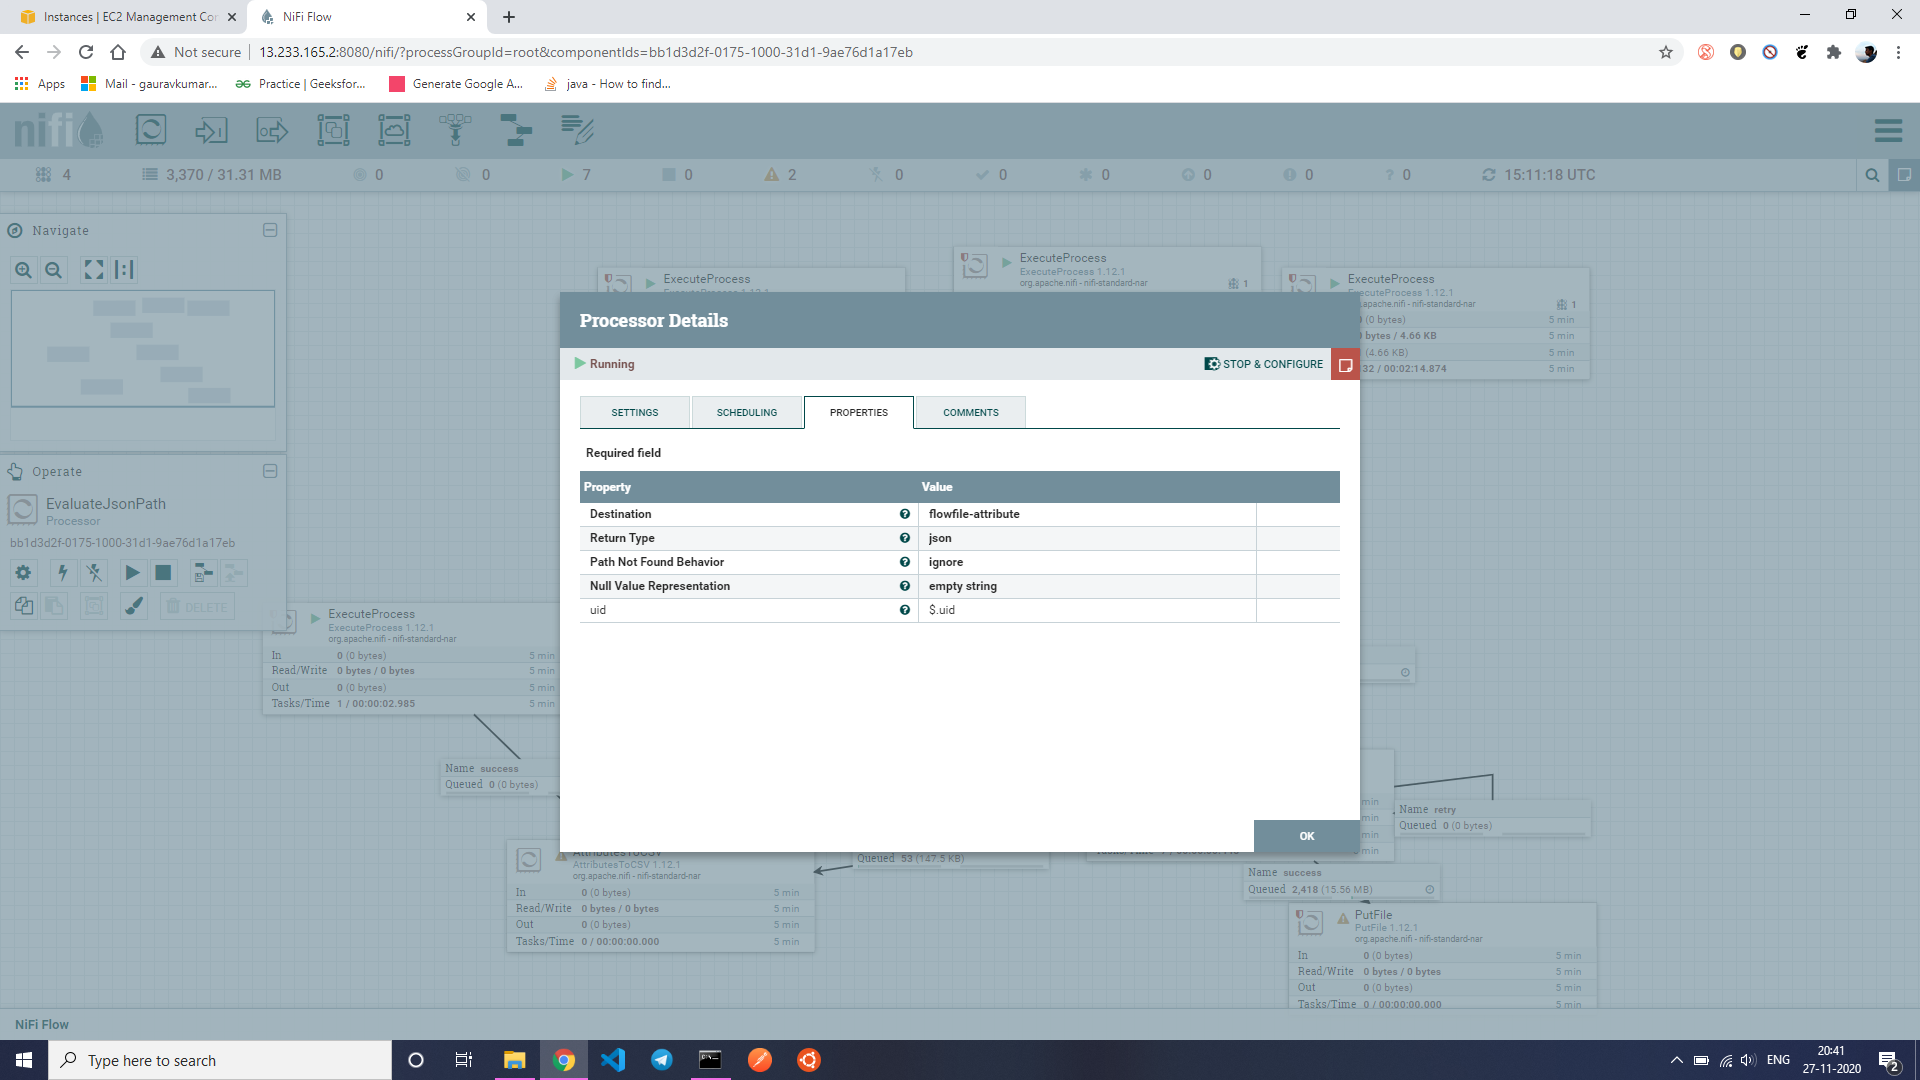 Instances | EC2 Management Con
NiFi Flow
Not secure
13.233.165.2:8080/nifi/?processGroupId=root&componentIds=bb1d3d2f-0175-1000-31d1-9ae76d1a17eb
Apps
Mail - gauravkumar...
Practice | Geeksfor...
Generate Google A...
java - How to find...
nifi
4
3,370 / 31.31 MB
0
0
7
0
2
0
0
0
0
0
0
15:11:18 UTC
Navigate
ExecuteProcess
ExecuteProcess
ExecuteProcess 1.12.1
org.apache.nifi - nifi-standard-nar
1
ExecuteProcess
ExecuteProcess 1.12.1
.apache.nifi - nifi-standard-nar
1
(0 bytes)
5 min
bytes / 4.66 KB
5 min
(4.66 KB)
5 min
32 / 00:02:14.874
5 min
Processor Details
Running
STOP & CONFIGURE
SETTINGS
SCHEDULING
PROPERTIES
COMMENTS
Required field
Property
Value
Destination
flowfile-attribute
Return Type
json
Path Not Found Behavior
ignore
Null Value Representation
empty string
uid
$.uid
OK
Operate
EvaluateJsonPath
Processor
bb1d3d2f-0175-1000-31d1-9ae76d1a17eb
DELETE
ExecuteProcess
ExecuteProcess 1.12.1
org.apache.nifi - nifi-standard-nar
In 0 (0 bytes) 5 min
Read/Write 0 bytes / 0 bytes 5 min
Out 0 (0 bytes) 5 min
Tasks/Time 1 / 00:00:02.985 5 min
Name success
Queued 0 (0 bytes)
AttributesToCSV
AttributesToCSV 1.12.1
org.apache.nifi - nifi-standard-nar
In 0 (0 bytes) 5 min
Read/Write 0 bytes / 0 bytes 5 min
Out 0 (0 bytes) 5 min
Tasks/Time 0 / 00:00:00.000 5 min
Queued 53 (147.5 KB)
min
min
min
min
Name retry
Queued 0 (0 bytes)
Name success
Queued 2,418 (15.56 MB)
PutFile
PutFile 1.12.1
org.apache.nifi - nifi-standard-nar
In 0 (0 bytes) 5 min
Read/Write 0 bytes / 0 bytes 5 min
Out 0 (0 bytes) 5 min
Tasks/Time 0 / 00:00:00.000 5 min
NiFi Flow
Type here to search
ENG
20:41
27-11-2020
2